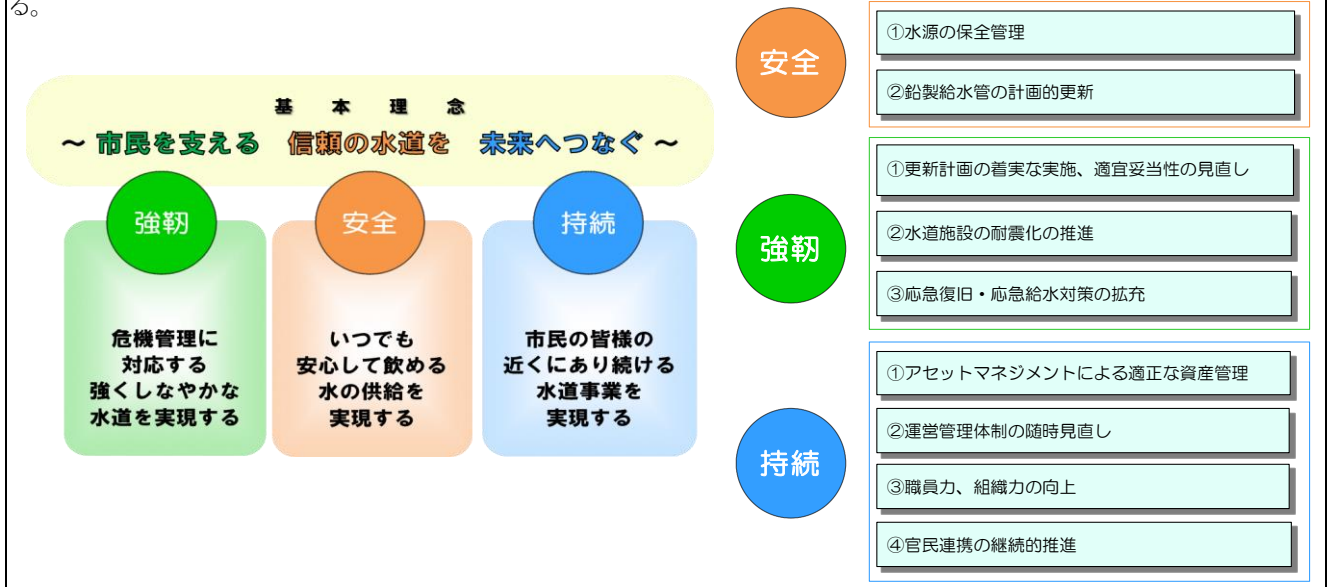 る。
基本理念
～市民を支える 信頼の水道を 未来へつなぐ～
強靭
危機管理に
対応する
強くしなやかな
水道を実現する
安全
いつでも
安心して飲める
水の供給を
実現する
持続
市民の皆様の
近くにあり続ける
水道事業を
実現する
安全
①水源の保全管理
②鉛製給水管の計画的更新
強靭
①更新計画の着実な実施、適宜妥当性の見直し
②水道施設の耐震化の推進
③応急復旧・応急給水対策の拡充
持続
①アセットマネジメントによる適正な資産管理
②運営管理体制の随時見直し
③職員力、組織力の向上
④官民連携の継続的推進